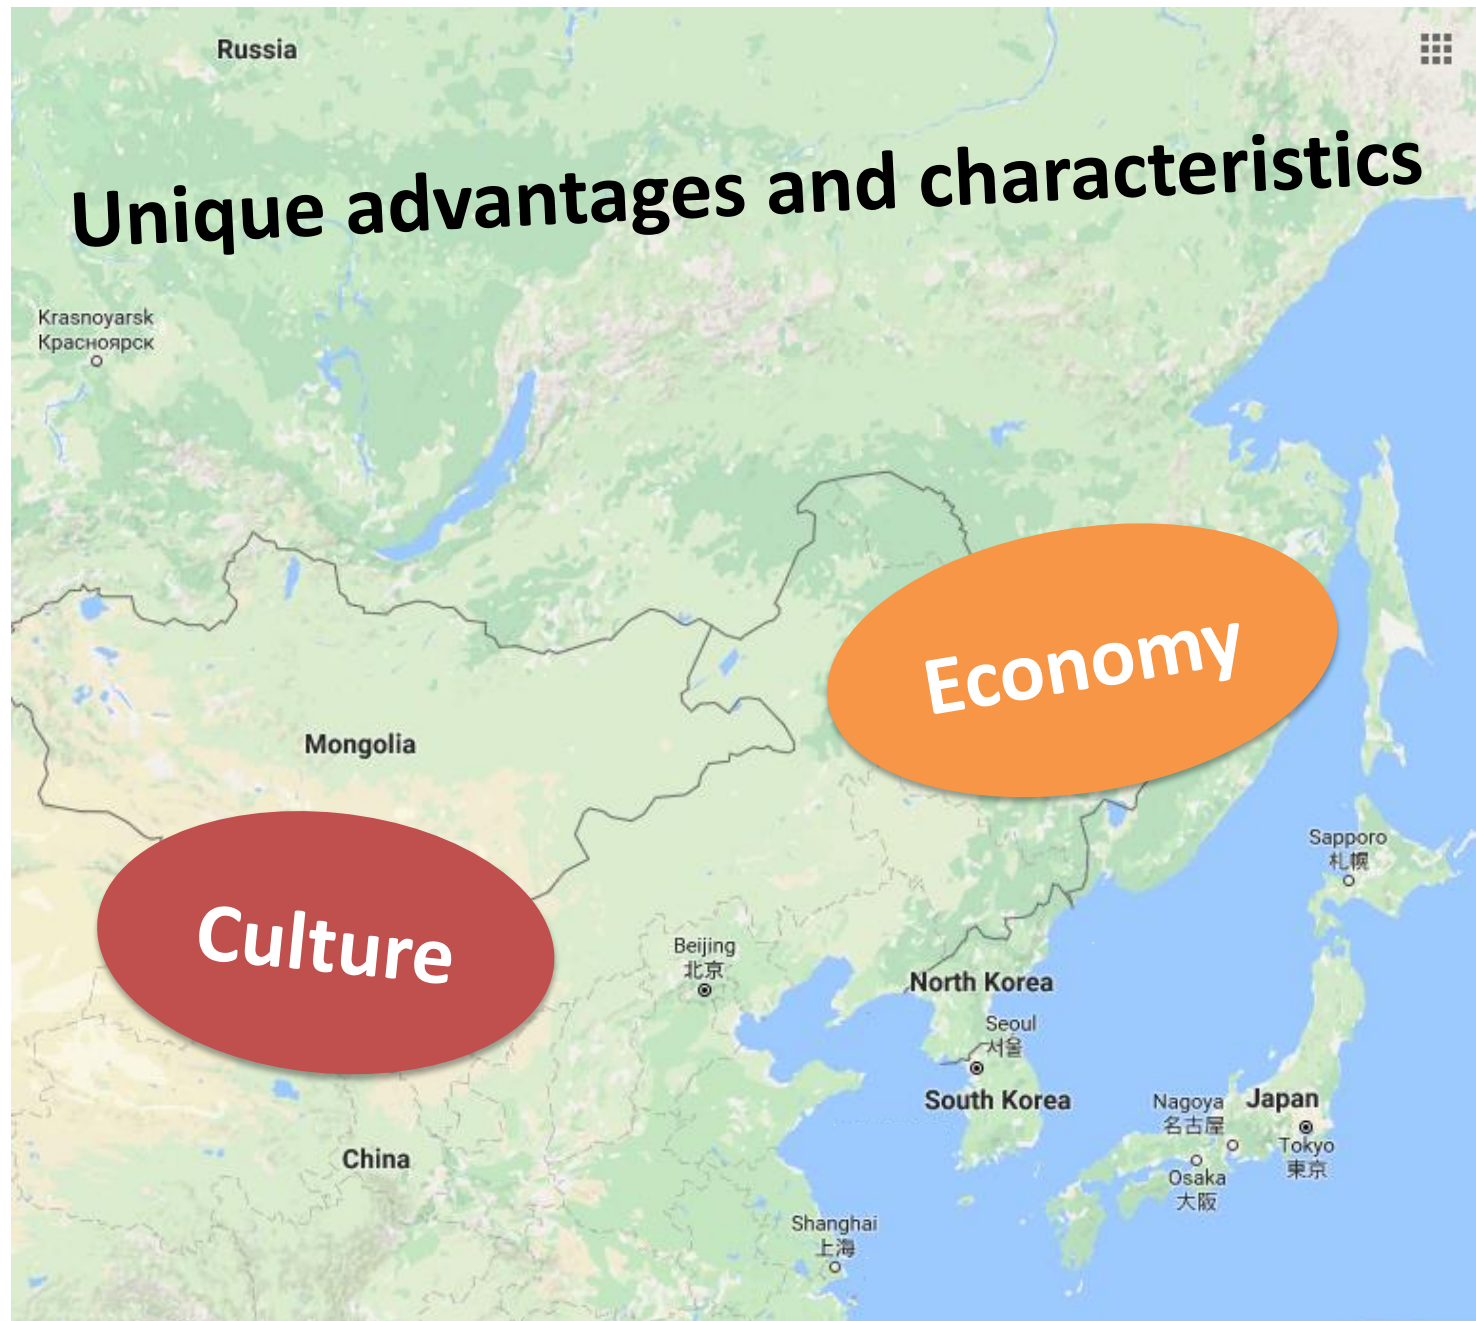 Russia
Unique advantages and characteristics
Krasnoyarsk
Красноярск
Economy
Mongolia
Sapporo
札幌
Culture
Beijing
北京
North Korea
Seoul
서울
South Korea
Nagoya
名古屋
Japan
Tokyo
東京
Osaka
大阪
China
Shanghai
上海